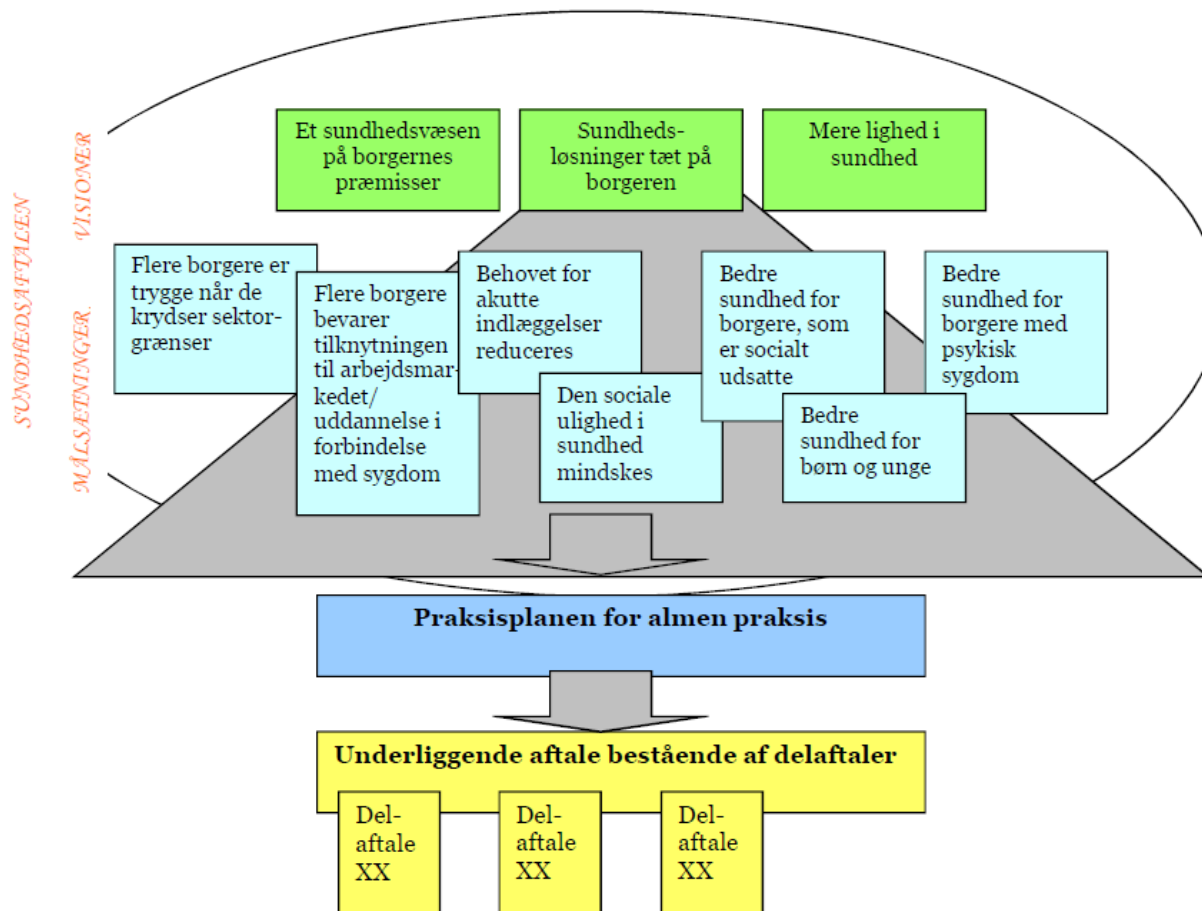 SUNDHEDSAFTALEN
VISIONER
Et sundhedsvæsen
på borgernes
præmisser
Sundheds-
løsninger tæt på
borgeren
Mere lighed i
sundhed
MÅLSÆTNINGER
Flere borgere er
trygge når de
krydser sektor-
grænser
Flere borgere
bevarer
tilknytningen
til arbejdsmar-
kedet/
uddannelse i
forbindelse
med sygdom
Behovet for
akutte
indlæggelser
reduceres
Den sociale
ulighed i
sundhed
mindskes
Bedre
sundhed for
borgere, som
er socialt
udsatte
Bedre
sundhed for
børn og unge
Bedre
sundhed for
borgere med
psykisk
sygdom
Praksisplanen for almen praksis
Underliggende aftale bestående af delaftaler
Del-
aftale
XX
Del-
aftale
XX
Del-
aftale
XX